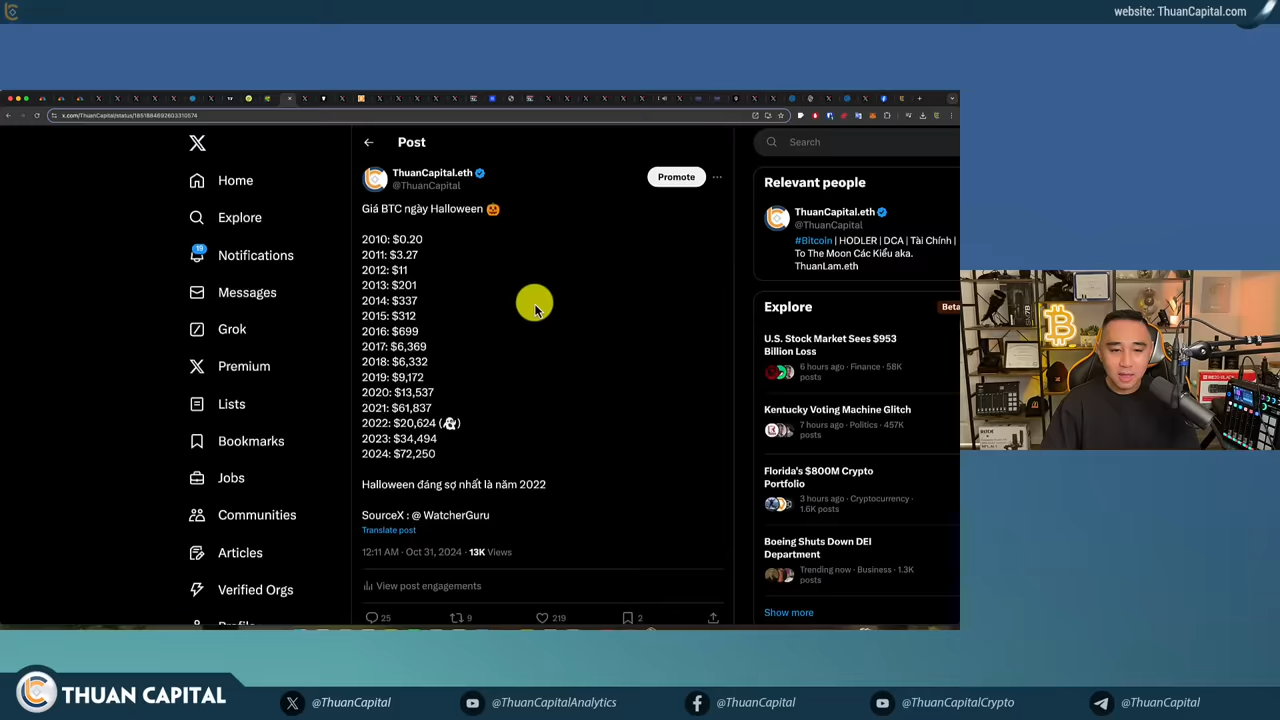 website: ThuanCapital.com
x.com/ThuanCapital/status/1851884692603310574
Home
Explore
19
Notifications
Messages
Grok
Premium
Lists
Bookmarks
Jobs
Communities
Articles
Verified Orgs
Post
ThuanCapital.eth
@ThuanCapital
Promote
Giá BTC ngày Halloween 🎃
2010: $0.20
2011: $3.27
2012: $11
2013: $201
2014: $337
2015: $312
2016: $699
2017: $6,369
2018: $6,332
2019: $9,172
2020: $13,537
2021: $61,837
2022: $20,624 (👻)
2023: $34,494
2024: $72,250
Halloween đáng sợ nhất là năm 2022
SourceX : @ WatcherGuru
Translate post
12:11 AM · Oct 31, 2024 · 13K Views
View post engagements
25
9
219
2
Search
Relevant people
ThuanCapital.eth
@ThuanCapital
#Bitcoin | HODLER | DCA | Tài Chính |
To The Moon Các Kiểu aka.
ThuanLam.eth
Explore
Beta
U.S. Stock Market Sees $953
Billion Loss
6 hours ago · Finance · 58K
posts
Kentucky Voting Machine Glitch
7 hours ago · Politics · 457K
posts
Florida's $800M Crypto
Portfolio
3 hours ago · Cryptocurrency ·
1.6K posts
Boeing Shuts Down DEI
Department
Trending now · Business · 1.3K
posts
Show more
THUAN CAPITAL
@ThuanCapital
@ThuanCapitalAnalytics
@ThuanCapital
@ThuanCapitalCrypto
@ThuanCapital